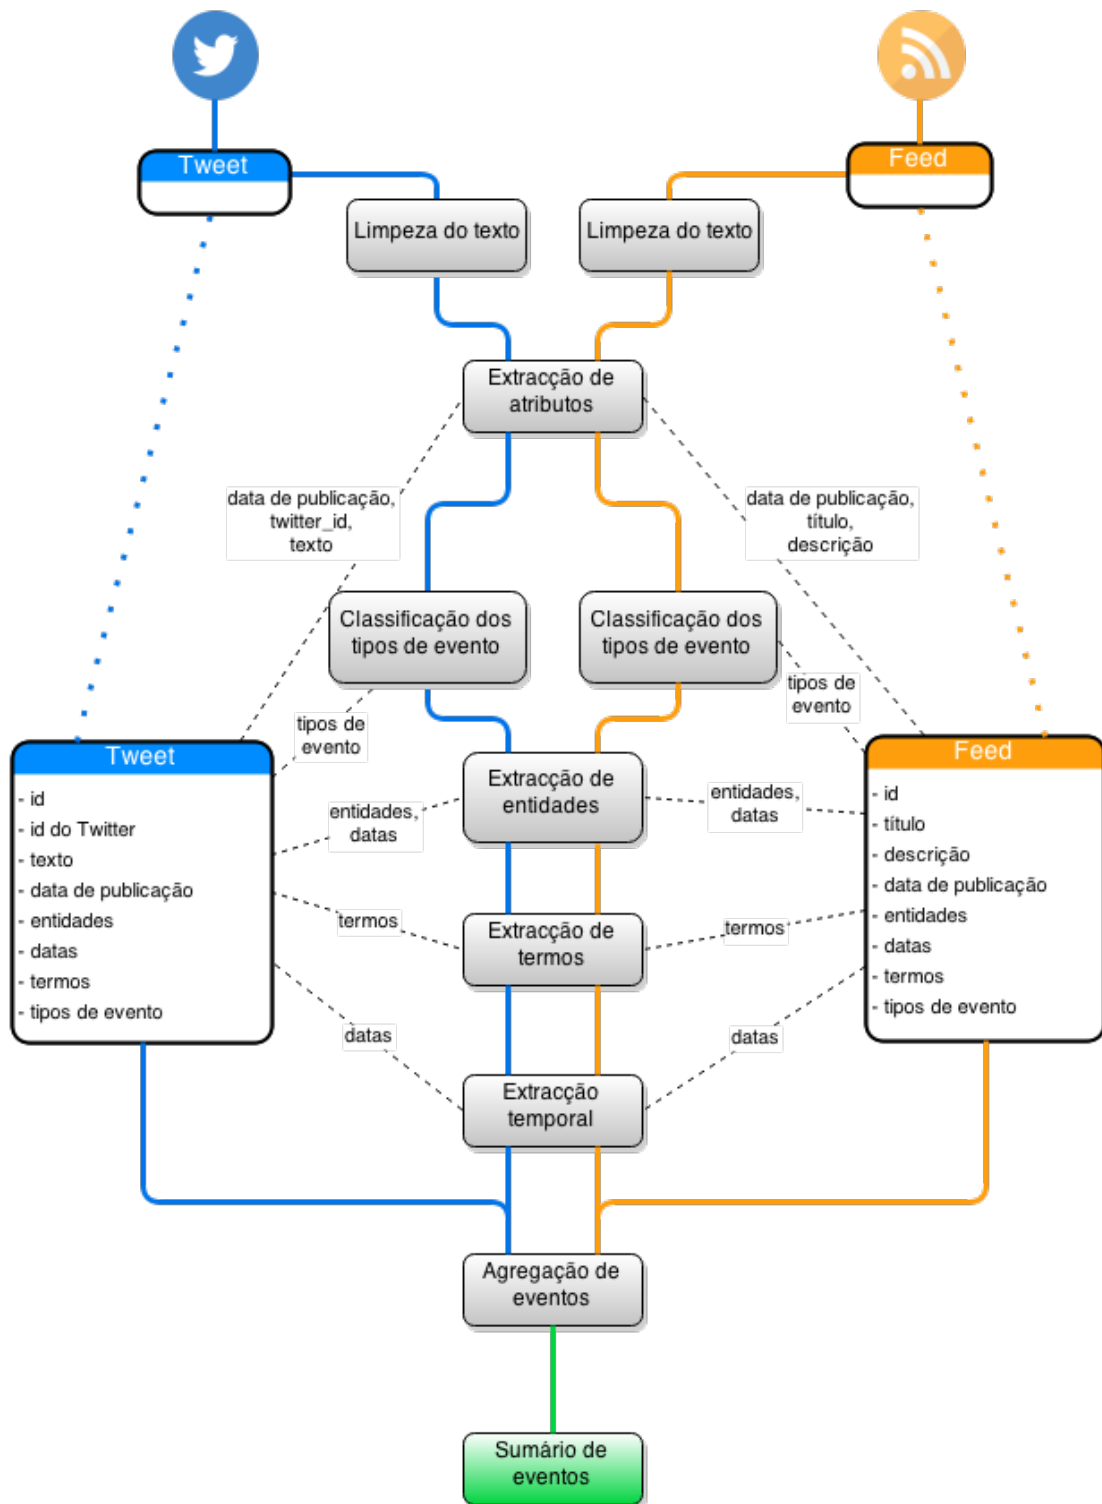 Tweet
Feed
Limpeza do texto
Limpeza do texto
Extracção de
atributos
data de publicação,
twitter_id,
texto
data de publicação,
título,
descrição
Classificação dos
tipos de evento
Classificação dos
tipos de evento
tipos de
evento
tipos de
evento
Tweet
- id
- id do Twitter
- texto
- data de publicação
- entidades
- datas
- termos
- tipos de evento
Feed
- id
- título
- descrição
- data de publicação
- entidades
- datas
- termos
- tipos de evento
Extracção de
entidades
entidades,
datas
entidades,
datas
Extracção de
termos
termos
termos
datas
datas
Extracção
temporal
Agregação de
eventos
Sumário de
eventos